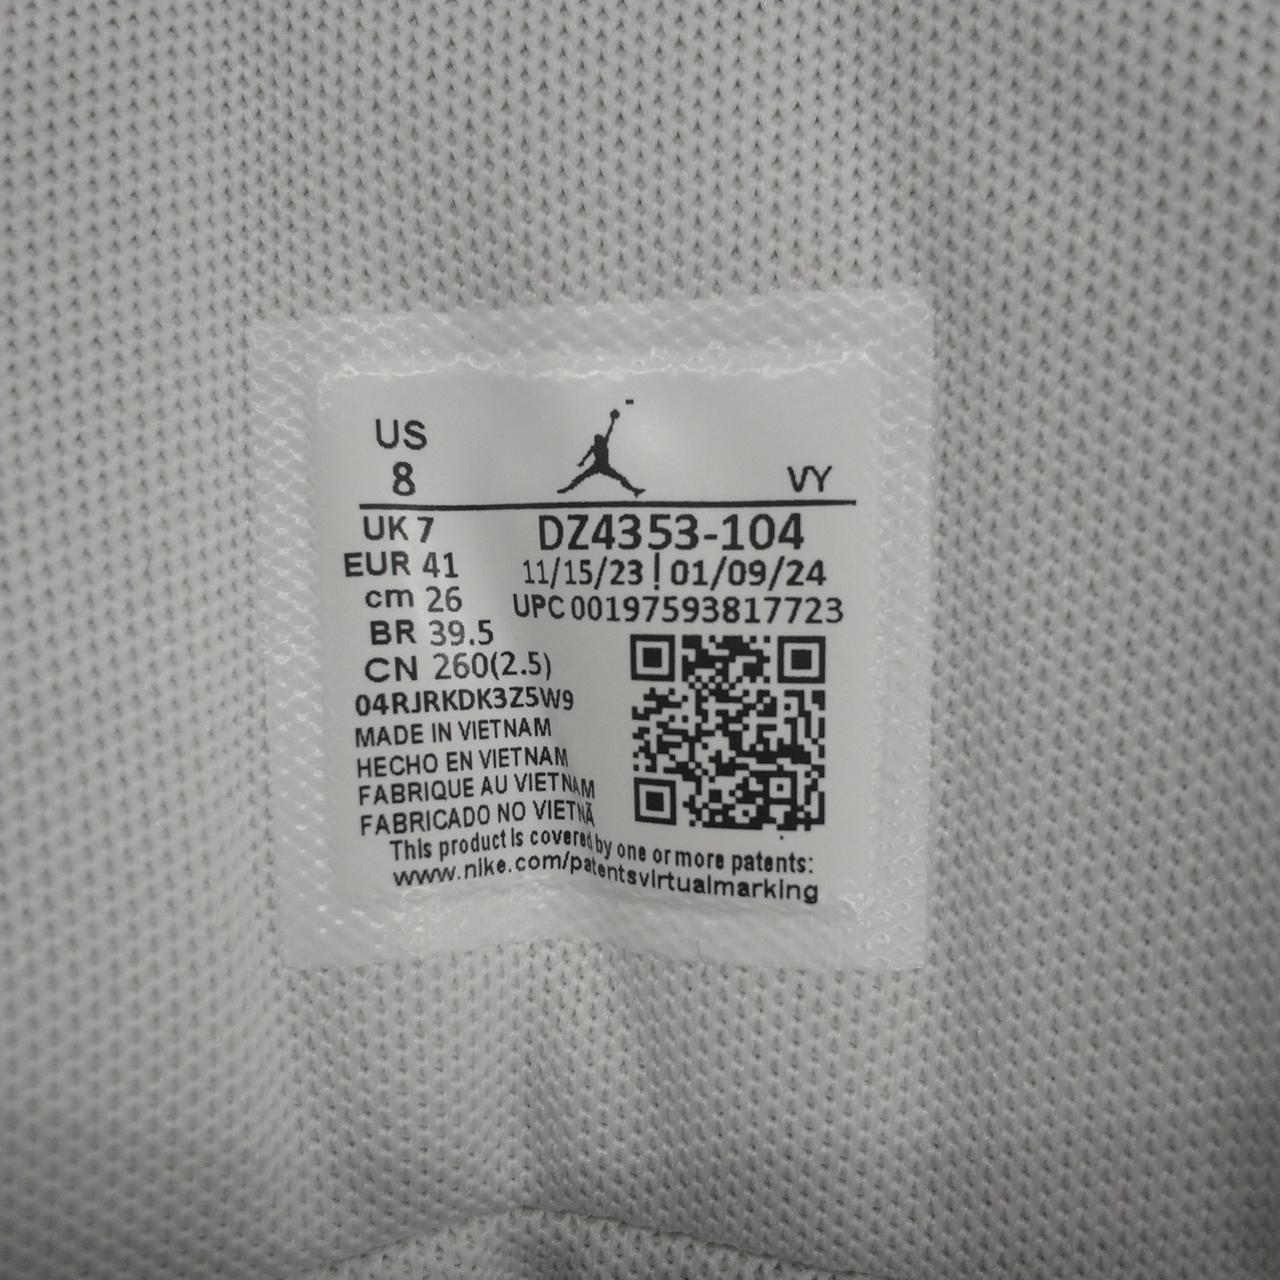 US
8
VY
UK 7
DZ4353-104
EUR 41
11/15/23 | 01/09/24
cm 26
UPC 00197593817723
BR 39.5
CN 260(2.5)
04RJRKDK3Z5W9
MADE IN VIETNAM
HECHO EN VIETNAM
FABRIQUE AU VIETNAM
FABRICADO NO VIETNÃ
This product is covered by one or more patents:
www.nike.com/patentsvirtualmarking